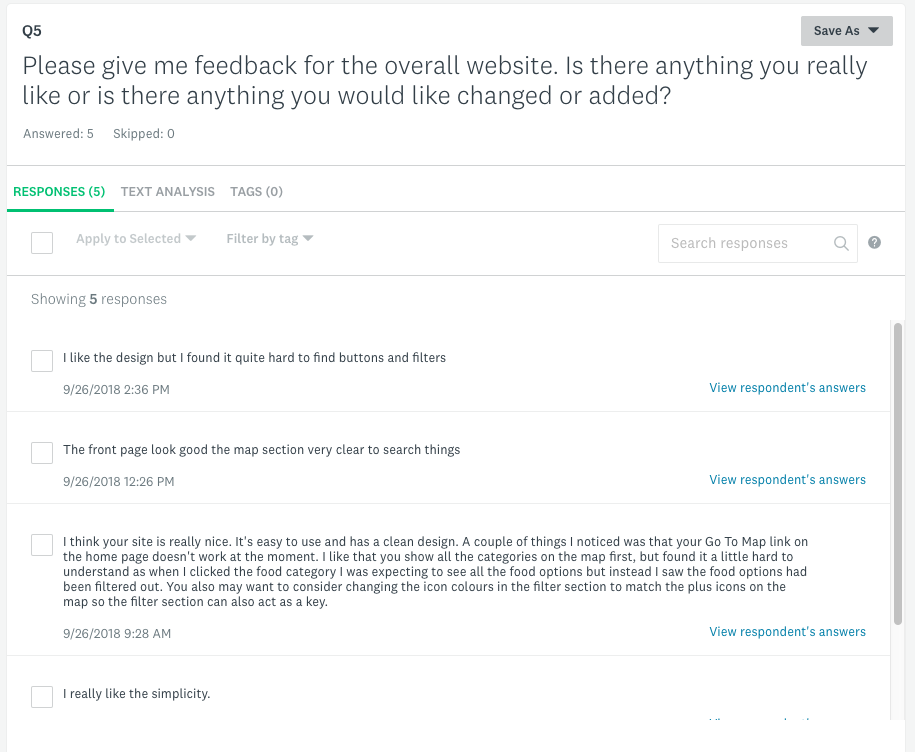 Q5
Save As
Please give me feedback for the overall website. Is there anything you really
like or is there anything you would like changed or added?
Answered: 5 Skipped: 0
RESPONSES (5) TEXT ANALYSIS TAGS (0)
Apply to Selected Filter by tag Search responses ?
Showing 5 responses
I like the design but I found it quite hard to find buttons and filters
9/26/2018 2:36 PM View respondent's answers
The front page look good the map section very clear to search things
9/26/2018 12:26 PM View respondent's answers
I think your site is really nice. It's easy to use and has a clean design. A couple of things I noticed was that your Go To Map link on
the home page doesn't work at the moment. I like that you show all the categories on the map first, but found it a little hard to
understand as when I clicked the food category I was expecting to see all the food options but instead I saw the food options had
been filtered out. You also may want to consider changing the icon colours in the filter section to match the plus icons on the
map so the filter section can also act as a key.
9/26/2018 9:28 AM View respondent's answers
I really like the simplicity.